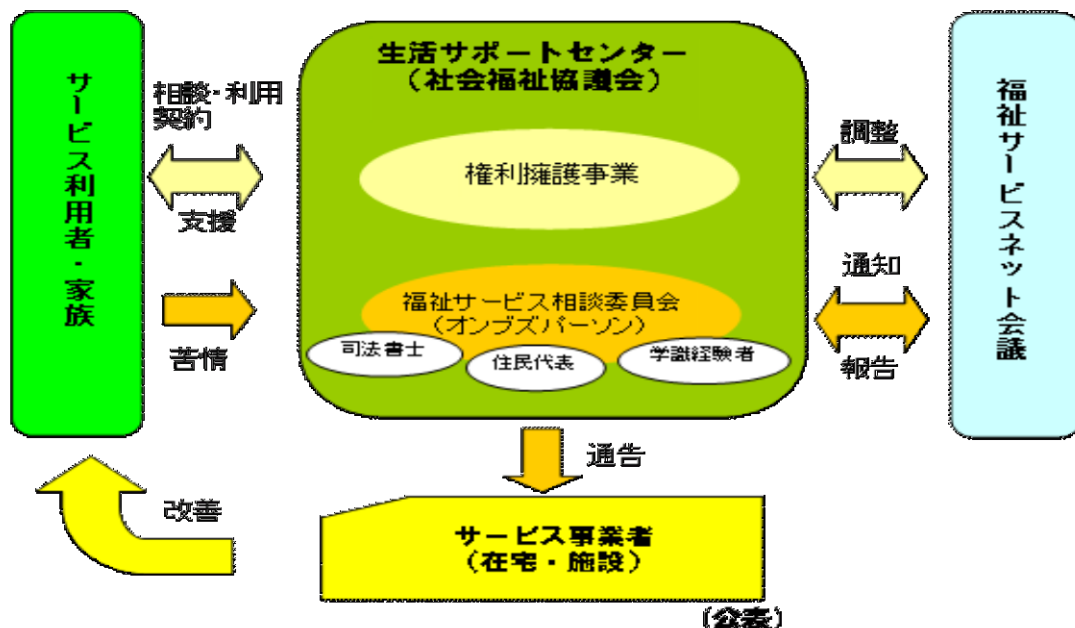 サービス利用者・家族
相談・利用
契約
支援
苦情
生活サポートセンター
（社会福祉協議会）
権利擁護事業
福祉サービス相談委員会
（オンブズパーソン）
司法書士
住民代表
学識経験者
調整
通知
報告
福祉サービスネット会議
通告
改善
サービス事業者
（在宅・施設）
（公表）